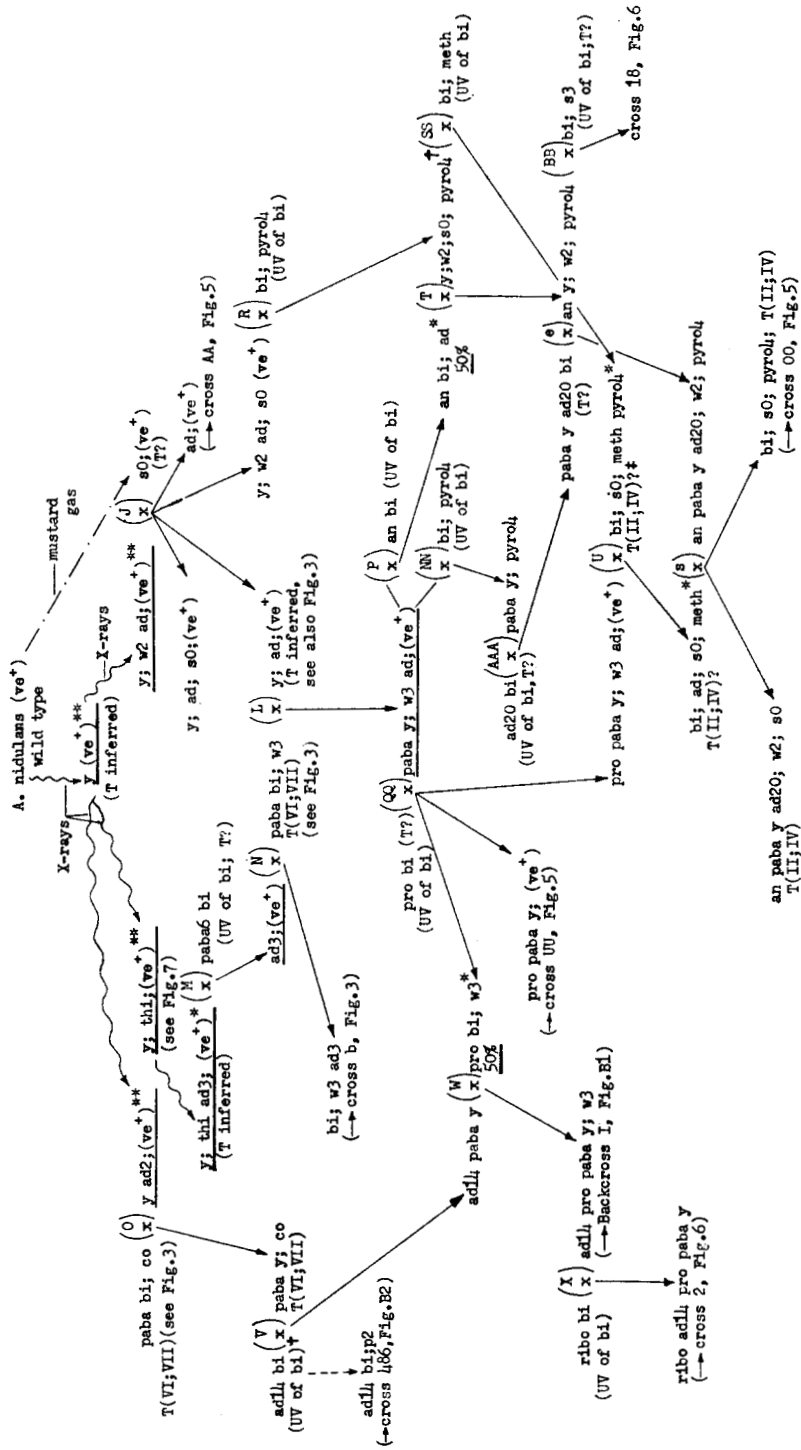 A. nidulans (ve⁺)
wild type
mustard
gas
X-rays
X-rays
y (ve⁺)**
(T inferred)
y; w2 ad;(ve⁺)**
(J x)
s0;(ve⁺)
(T?)
ad;(ve⁺)
(→cross AA, Fig.5)
y; ad; s0;(ve⁺)
y; w2 ad; s0 (ve⁺) (R x) bi; pyro4
(UV of bi)
paba bi; co (O x) y ad2;(ve⁺)**
T(VI;VII)(see Fig.3)
y; thi;(ve⁺)**
(see Fig.7)
y; thi ad3; (ve⁺)* (M x) paba6 bi
(T inferred)
(UV of bi; T?)
ad3;(ve⁺) (N x) paba bi; w3
T(VI;VII)
(see Fig.3)
(L x) y; ad;(ve⁺)
(T inferred,
see also Fig.3)
bi; w3 ad3
(→cross b, Fig.3)
ad14 bi (V x) paba y; co
(UV of bi)†
T(VI;VII)
ad14 bi;p2
(→cross 486,Fig.B2)
pro bi (T?) (QQ x) paba y; w3 ad;(ve⁺)
(UV of bi)
(P x) an bi (UV of bi)
(NN x) bi; pyro4
(UV of bi)
an bi; ad* (T x) y;w2;s0; pyro4† (SS x) bi; meth
50%
(UV of bi)
ad20 bi (AAA x) paba y; pyro4
(UV of bi,T?)
paba y ad20 bi (e x) an y; w2; pyro4 (BB x) bi; s3
(T?)
(UV of bi;T?)
cross 18, Fig.6
ad14 paba y (W x) pro bi; w3*
50%
pro paba y; (ve⁺)
(→cross UU, Fig.5)
pro paba y; w3 ad;(ve⁺) (U x) bi; s0; meth pyro4*
T(II;IV)?‡
ribo bi (X x) ad14 pro paba y; w3
(UV of bi)
(→Backcross I, Fig.B1)
bi; ad; s0; meth* (s x) an paba y ad20; w2; pyro4
T(II;IV)?
ribo ad14 pro paba y
(→cross 2, Fig.6)
an paba y ad20; w2; s0
T(II;IV)
bi; s0; pyro4; T(II;IV)
(→cross OO, Fig.5)